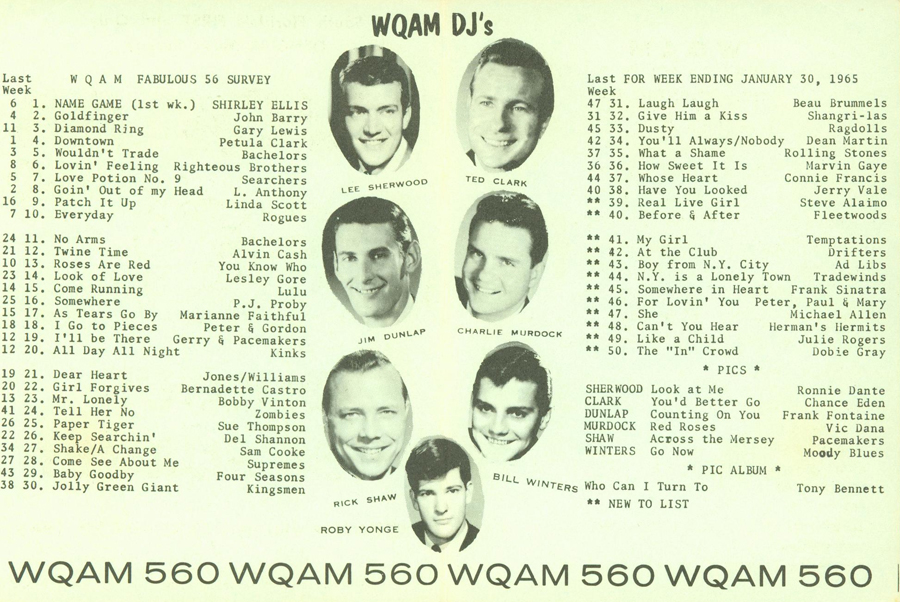 WQAM DJ's
Last W Q A M FABULOUS 56 SURVEY
Week
6 1. NAME GAME (1st wk.) SHIRLEY ELLIS
4 2. Goldfinger John Barry
11 3. Diamond Ring Gary Lewis
1 4. Downtown Petula Clark
3 5. Wouldn't Trade Bachelors
8 6. Lovin' Feeling Righteous Brothers
5 7. Love Potion No. 9 Searchers
2 8. Goin' Out of my Head L. Anthony
16 9. Patch It Up Linda Scott
7 10. Everyday Rogues
24 11. No Arms Bachelors
21 12. Twine Time Alvin Cash
10 13. Roses Are Red You Know Who
23 14. Look of Love Lesley Gore
14 15. Come Running Lulu
25 16. Somewhere P.J. Proby
15 17. As Tears Go By Marianne Faithful
18 18. I Go to Pieces Peter & Gordon
12 19. I'll be There Gerry & Pacemakers
12 20. All Day All Night Kinks
19 21. Dear Heart Jones/Williams
20 22. Girl Forgives Bernadette Castro
13 23. Mr. Lonely Bobby Vinton
41 24. Tell Her No Zombies
26 25. Paper Tiger Sue Thompson
22 26. Keep Searchin' Del Shannon
34 27. Shake/A Change Sam Cooke
27 28. Come See About Me Supremes
43 29. Baby Goodby Four Seasons
38 30. Jolly Green Giant Kingsmen
LEE SHERWOOD
TED CLARK
JIM DUNLAP
CHARLIE MURDOCK
RICK SHAW
BILL WINTERS
ROBY YONGE
Last FOR WEEK ENDING JANUARY 30, 1965
Week
47 31. Laugh Laugh Beau Brummels
31 32. Give Him a Kiss Shangri-las
45 33. Dusty Ragdolls
42 34. You'll Always/Nobody Dean Martin
37 35. What a Shame Rolling Stones
36 36. How Sweet It Is Marvin Gaye
44 37. Whose Heart Connie Francis
40 38. Have You Looked Jerry Vale
** 39. Real Live Girl Steve Alaimo
** 40. Before & After Fleetwoods
** 41. My Girl Temptations
** 42. At the Club Drifters
** 43. Boy from N.Y. City Ad Libs
** 44. N.Y. is a Lonely Town Tradewinds
** 45. Somewhere in Heart Frank Sinatra
** 46. For Lovin' You Peter, Paul & Mary
** 47. She Michael Allen
** 48. Can't You Hear Herman's Hermits
** 49. Like a Child Julie Rogers
** 50. The "In" Crowd Dobie Gray
* PICS *
SHERWOOD Look at Me Ronnie Dante
CLARK You'd Better Go Chance Eden
DUNLAP Counting On You Frank Fontaine
MURDOCK Red Roses Vic Dana
SHAW Across the Mersey Pacemakers
WINTERS Go Now Moody Blues
* PIC ALBUM *
Who Can I Turn To Tony Bennett
** NEW TO LIST
WQAM 560 WQAM 560 WQAM 560 WQAM 560